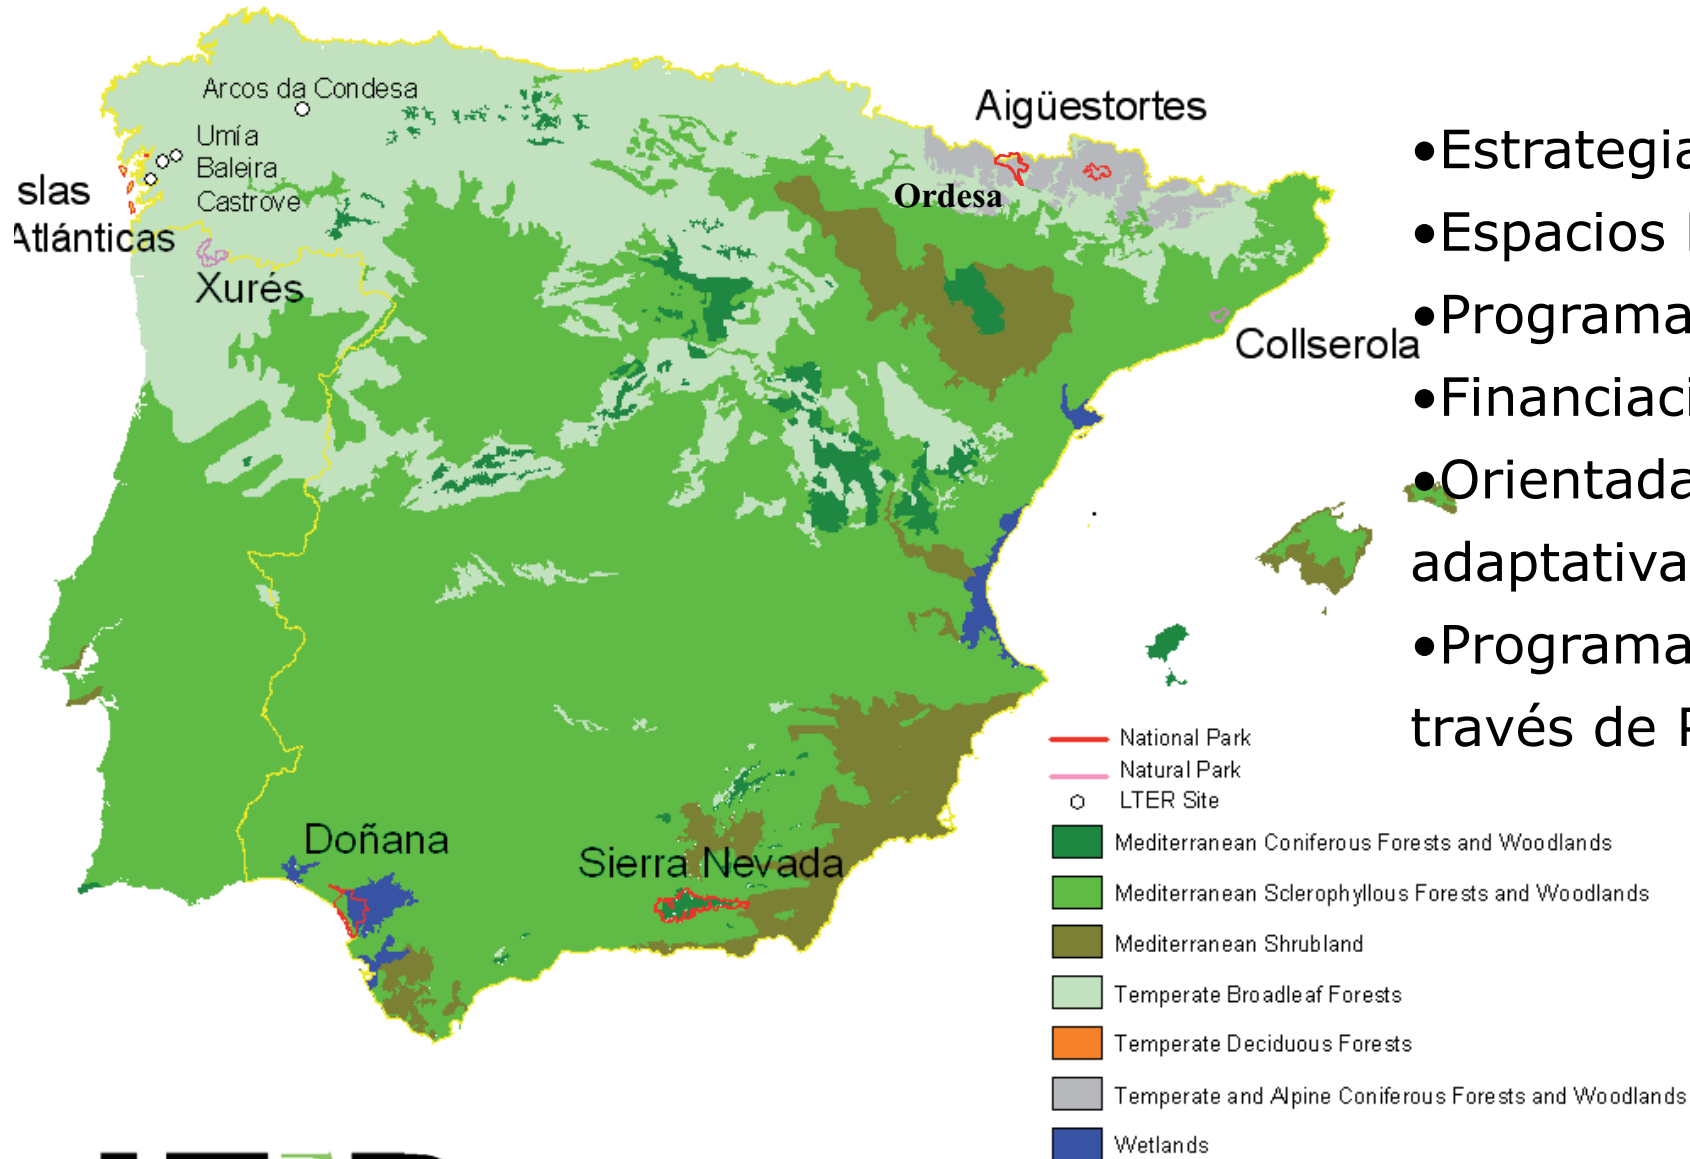 Arcos da Condesa
Umía
Baleira
Castrove
slas
Atlánticas
Xurés
Aigüestortes
Ordesa
Collserola
Doñana
Sierra Nevada
•Estrategia
•Espacios
•Programa
•Financiaci
•Orientada
adaptativa
•Programa
través de
National Park
Natural Park
LTER Site
Mediterranean Coniferous Forests and Woodlands
Mediterranean Sclerophyllous Forests and Woodlands
Mediterranean Shrubland
Temperate Broadleaf Forests
Temperate Deciduous Forests
Temperate and Alpine Coniferous Forests and Woodlands
Wetlands